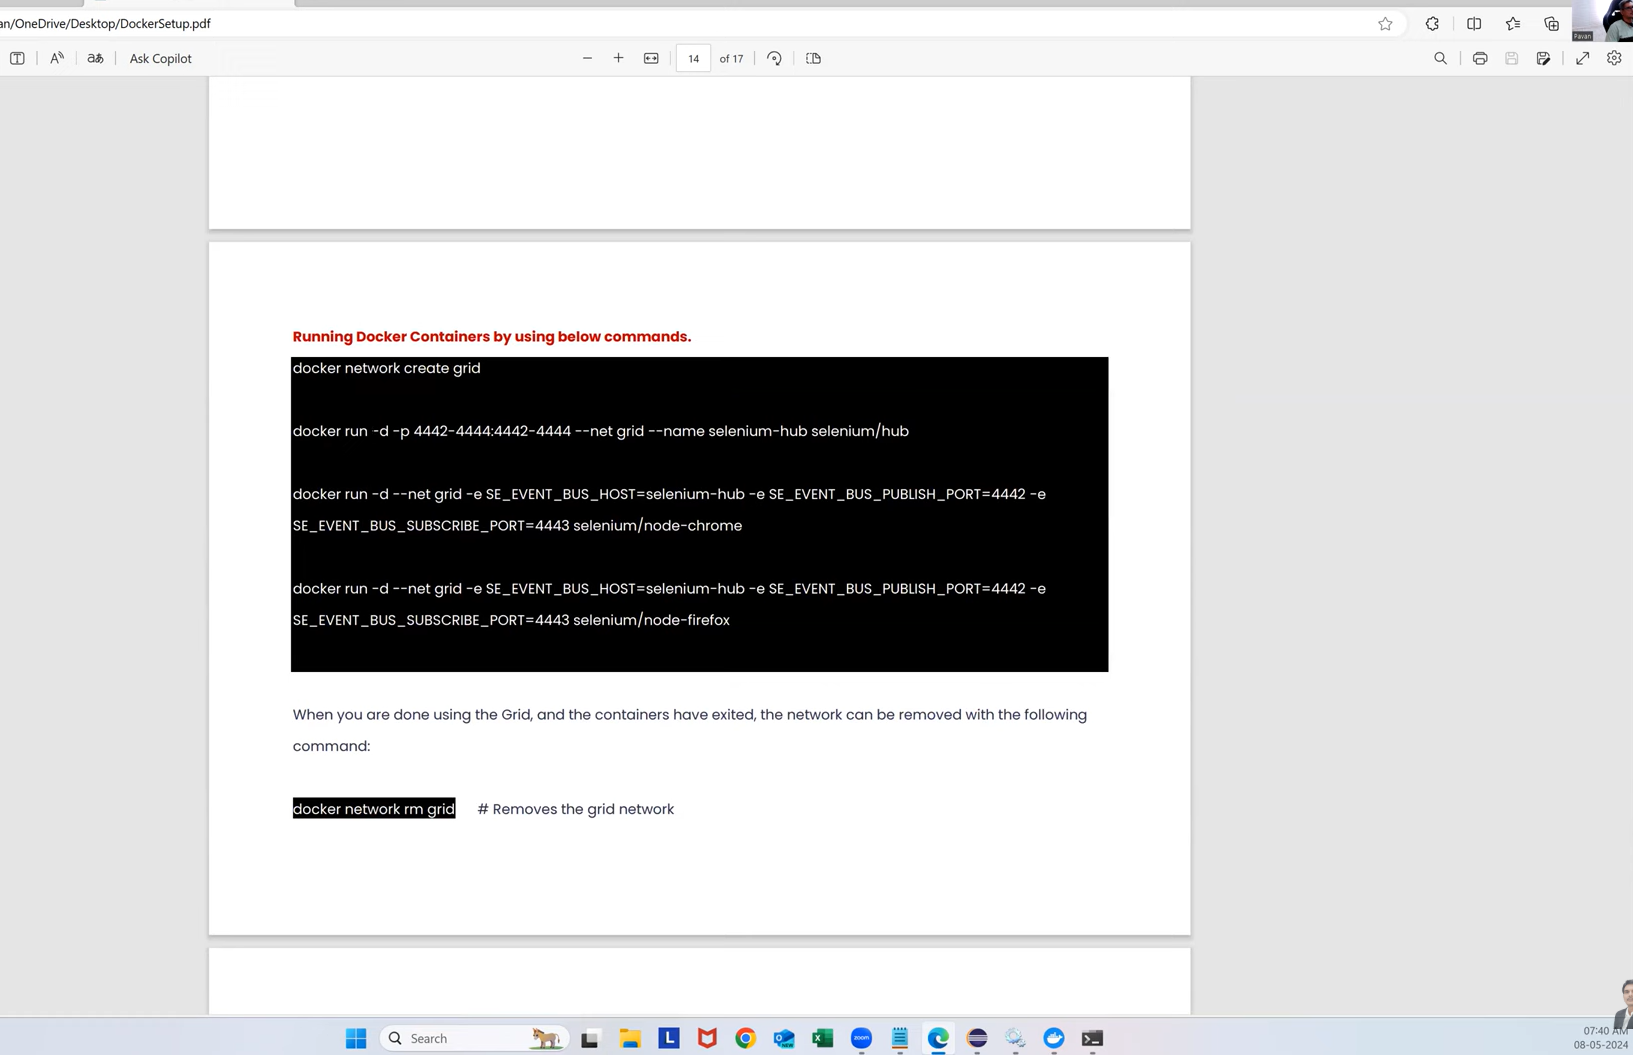 an/OneDrive/Desktop/DockerSetup.pdf
Pavan
Ask Copilot
14 of 17
Running Docker Containers by using below commands.
docker network create grid
docker run -d -p 4442-4444:4442-4444 --net grid --name selenium-hub selenium/hub
docker run -d --net grid -e SE_EVENT_BUS_HOST=selenium-hub -e SE_EVENT_BUS_PUBLISH_PORT=4442 -e
SE_EVENT_BUS_SUBSCRIBE_PORT=4443 selenium/node-chrome
docker run -d --net grid -e SE_EVENT_BUS_HOST=selenium-hub -e SE_EVENT_BUS_PUBLISH_PORT=4442 -e
SE_EVENT_BUS_SUBSCRIBE_PORT=4443 selenium/node-firefox
When you are done using the Grid, and the containers have exited, the network can be removed with the following
command:
docker network rm grid # Removes the grid network
Search
07:40 AM
08-05-2024